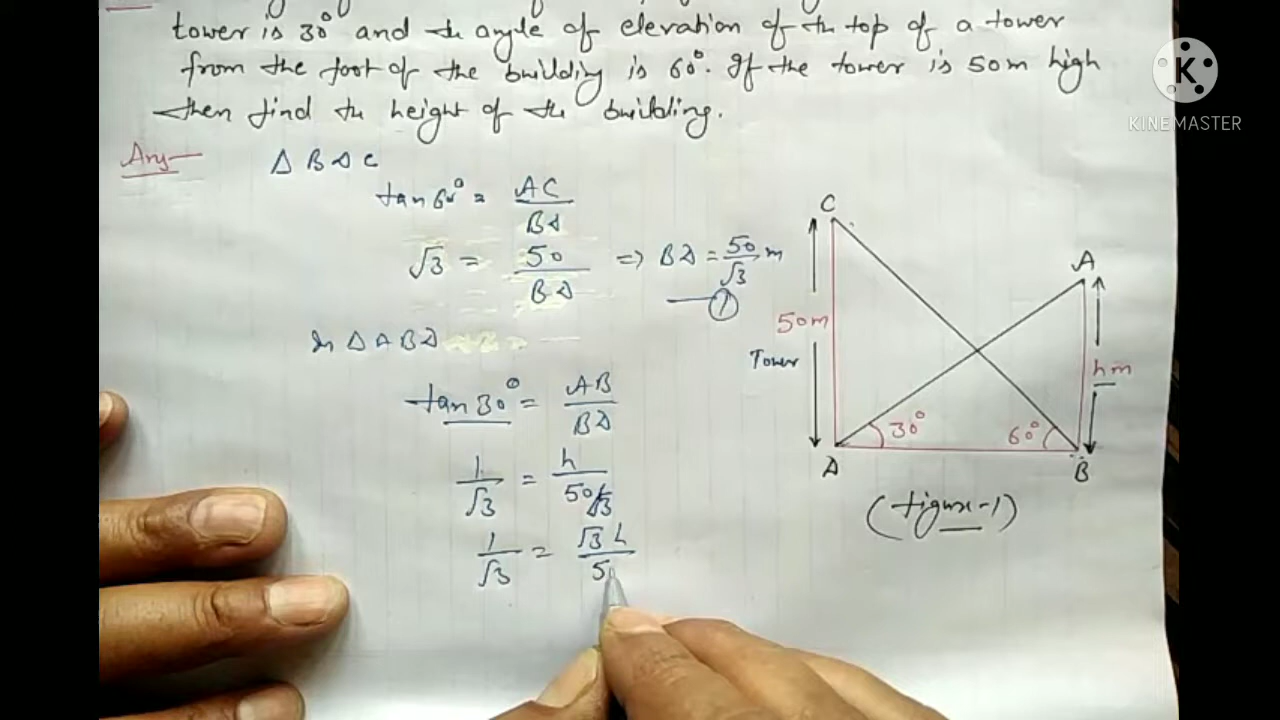 tower is 30° and the angle of elevation of the top of a tower
from the foot of the building is 60°. If the tower is 50m high
then find the height of the building.
Ans—
Δ BDC
tan 60° = AC/BD
√3 = 50/BD => BD = 50/√3 m
—①
In Δ ABD
tan 30° = AB/BD
1/√3 = h/50/√3
1/√3 = √3 h/5
C
A
50m
Tower
hm
30°
60°
D
B
(figure-1)
K
KINEMASTER